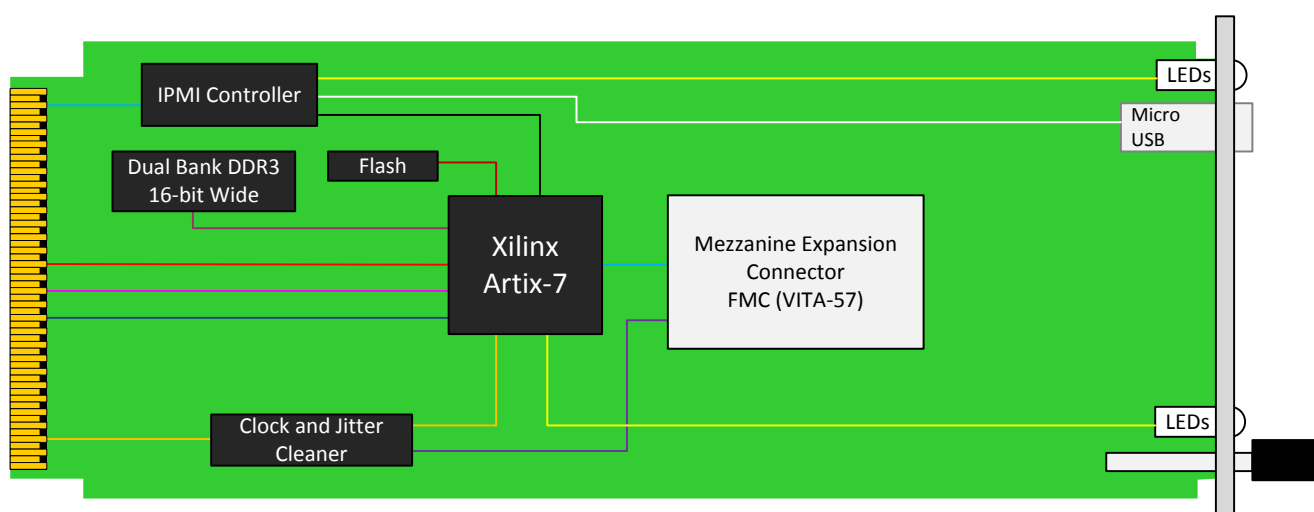 LEDs
IPMI Controller
Micro
USB
Dual Bank DDR3
16-bit Wide
Flash
Xilinx
Artix-7
Mezzanine Expansion
Connector
FMC (VITA-57)
Clock and Jitter
Cleaner
LEDs